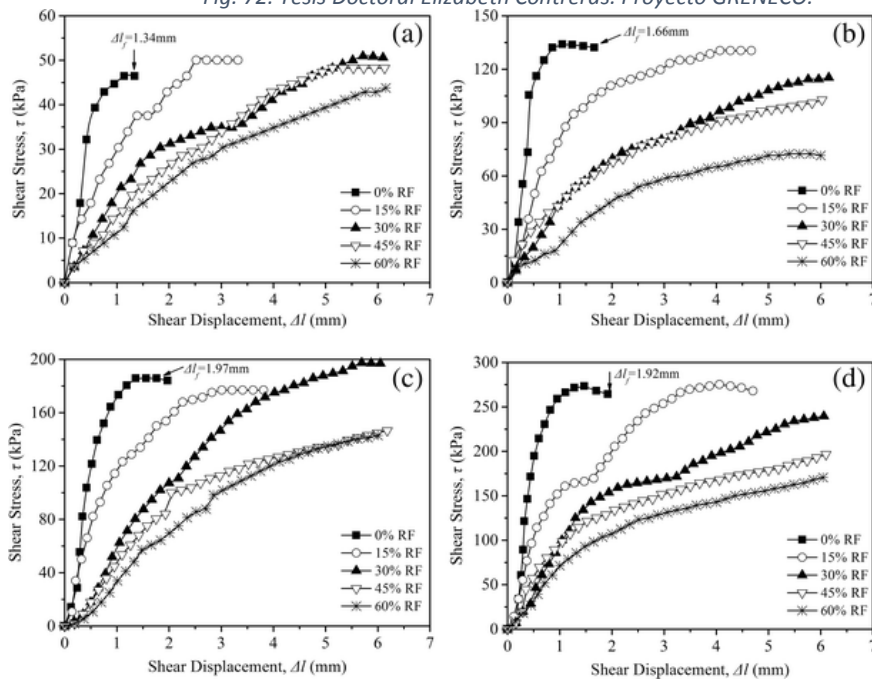 Fig. 72. Tesis Doctoral Elizabeth Contreras. Proyecto GRENECO.
(a)
Δl_f=1.34mm
Shear Stress, τ (kPa)
60
50
40
30
20
10
0
0% RF
15% RF
30% RF
45% RF
60% RF
0 1 2 3 4 5 6 7
Shear Displacement, Δl (mm)
(b)
Δl_f=1.66mm
Shear Stress, τ (kPa)
150
120
90
60
30
0
0% RF
15% RF
30% RF
45% RF
60% RF
0 1 2 3 4 5 6 7
Shear Displacement, Δl (mm)
(c)
Δl_f=1.97mm
Shear Stress, τ (kPa)
200
160
120
80
40
0
0% RF
15% RF
30% RF
45% RF
60% RF
0 1 2 3 4 5 6 7
Shear Displacement, Δl (mm)
(d)
Δl_f=1.92mm
Shear Stress, τ (kPa)
300
250
200
150
100
50
0
0% RF
15% RF
30% RF
45% RF
60% RF
0 1 2 3 4 5 6 7
Shear Displacement, Δl (mm)